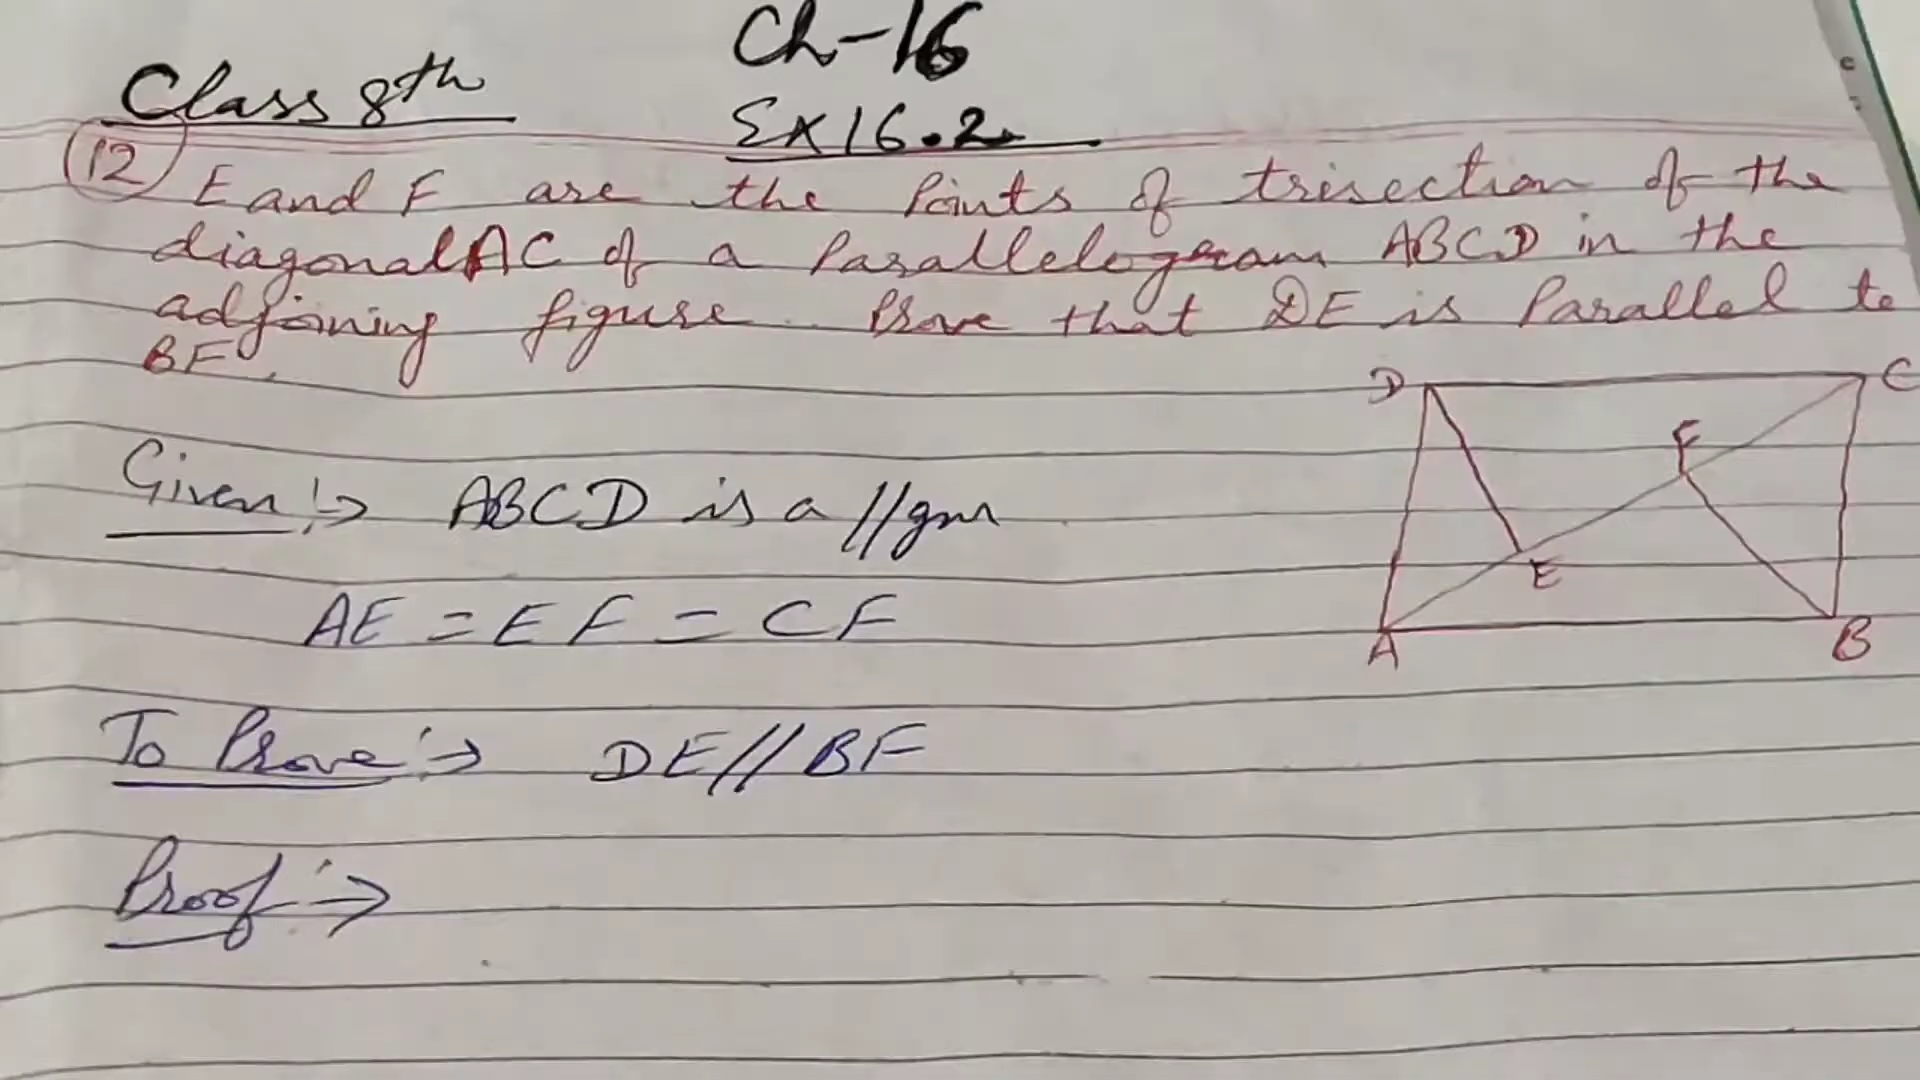 Ch-16
Class 8th
Ex 16.2
12 E and F are the Points of trisection of the
diagonal AC of a Parallelogram ABCD in the
adjoining figure. Prove that DE is Parallel to
BF.
D C
F
Given :→ ABCD is a //gm
E
AE = EF = CF
A B
To Prove :→ DE // BF
Proof :→